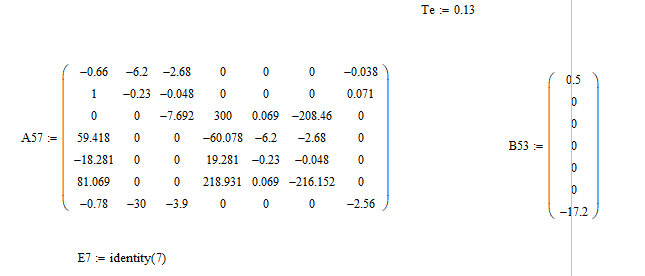 Te := 0.13
−0.66 −6.2 −2.68 0 0 0 −0.038
1 −0.23 −0.048 0 0 0 0.071
0 0 −7.692 300 0.069 −208.46 0
A57 := 59.418 0 0 −60.078 −6.2 −2.68 0
−18.281 0 0 19.281 −0.23 −0.048 0
81.069 0 0 218.931 0.069 −216.152 0
−0.78 −30 −3.9 0 0 0 −2.56
0.5
0
0
B53 := 0
0
0
−17.2
E7 := identity(7)